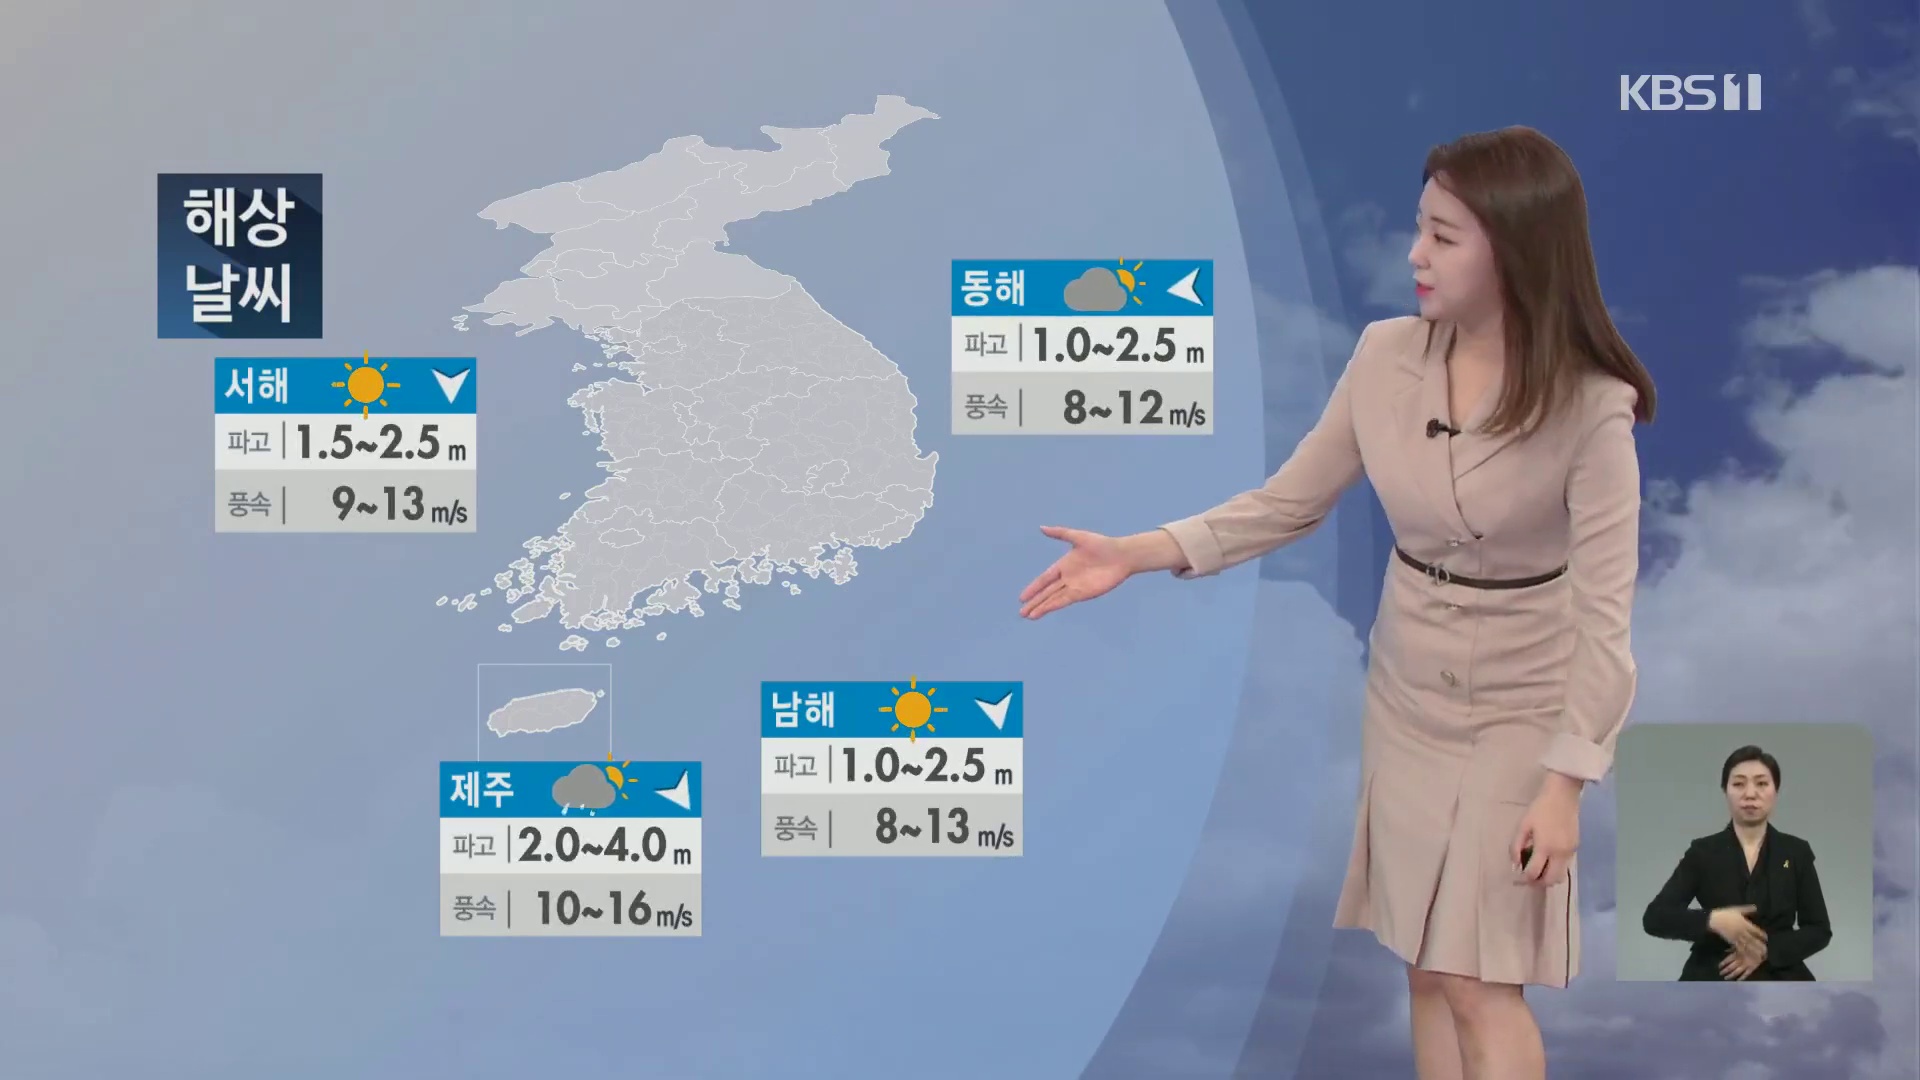 KBS 1
해상
날씨
동해
파고 1.0~2.5 m
풍속 8~12 m/s
서해
파고 1.5~2.5 m
풍속 9~13 m/s
남해
파고 1.0~2.5 m
풍속 8~13 m/s
제주
파고 2.0~4.0 m
풍속 10~16 m/s